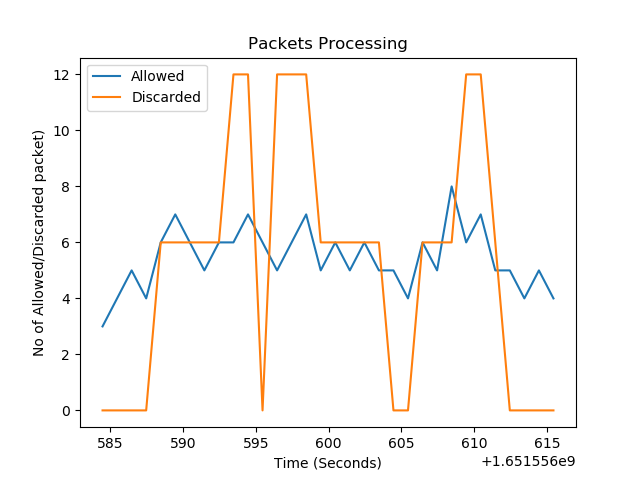 Packets Processing
Allowed
Discarded
No of Allowed/Discarded packet)
12
10
8
6
4
2
0
585 590 595 600 605 610 615
+1.651556e9
Time (Seconds)